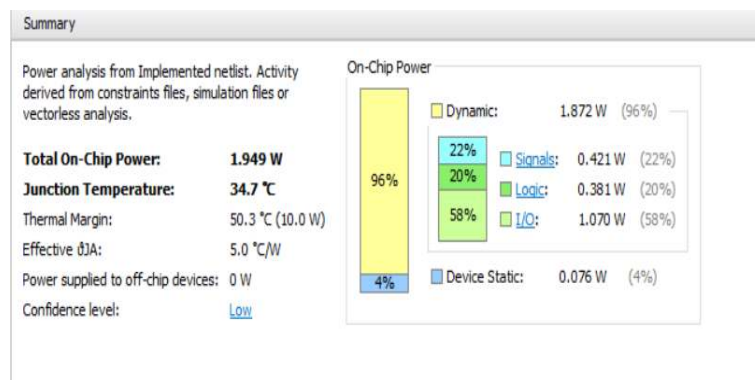 Summary
Power analysis from Implemented netlist. Activity
derived from constraints files, simulation files or
vectorless analysis.
Total On-Chip Power: 1.949 W
Junction Temperature: 34.7 °C
Thermal Margin: 50.3 °C (10.0 W)
Effective ϑJA: 5.0 °C/W
Power supplied to off-chip devices: 0 W
Confidence level: Low
On-Chip Power
96%
4%
Dynamic: 1.872 W (96%)
22%
20%
58%
Signals: 0.421 W (22%)
Logic: 0.381 W (20%)
I/O: 1.070 W (58%)
Device Static: 0.076 W (4%)